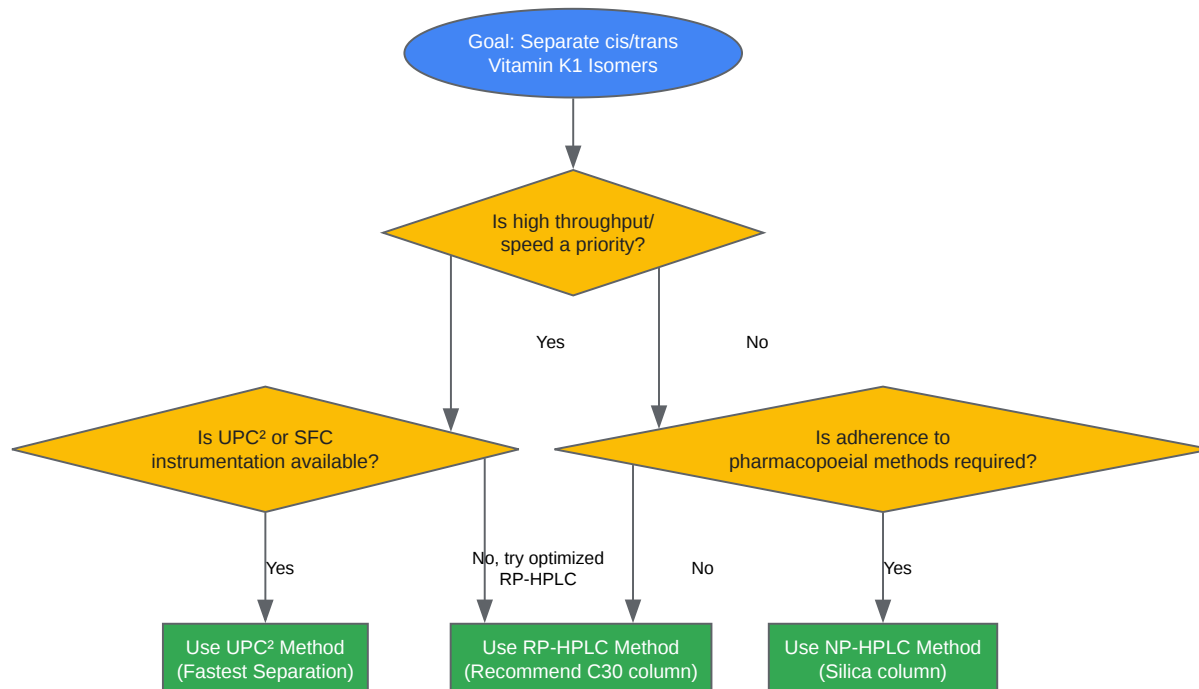 Goal: Separate cis/trans
Vitamin K1 Isomers
Is high throughput/
speed a priority?
Yes
No
Is UPC² or SFC
instrumentation available?
Is adherence to
pharmacopoeial methods required?
Yes
No, try optimized
RP-HPLC
No
Yes
Use UPC² Method
(Fastest Separation)
Use RP-HPLC Method
(Recommend C30 column)
Use NP-HPLC Method
(Silica column)